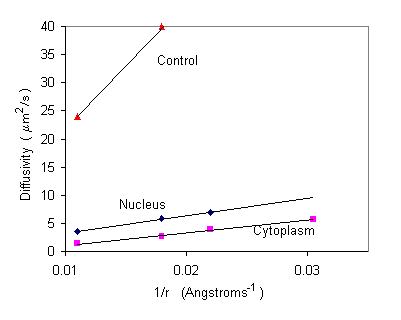 40
35
30
25
20
15
10
5
0
Diffusivity ( μm²/s)
Control
Nucleus
Cytoplasm
0.01 0.02 0.03
1/r (Angstroms⁻¹ )